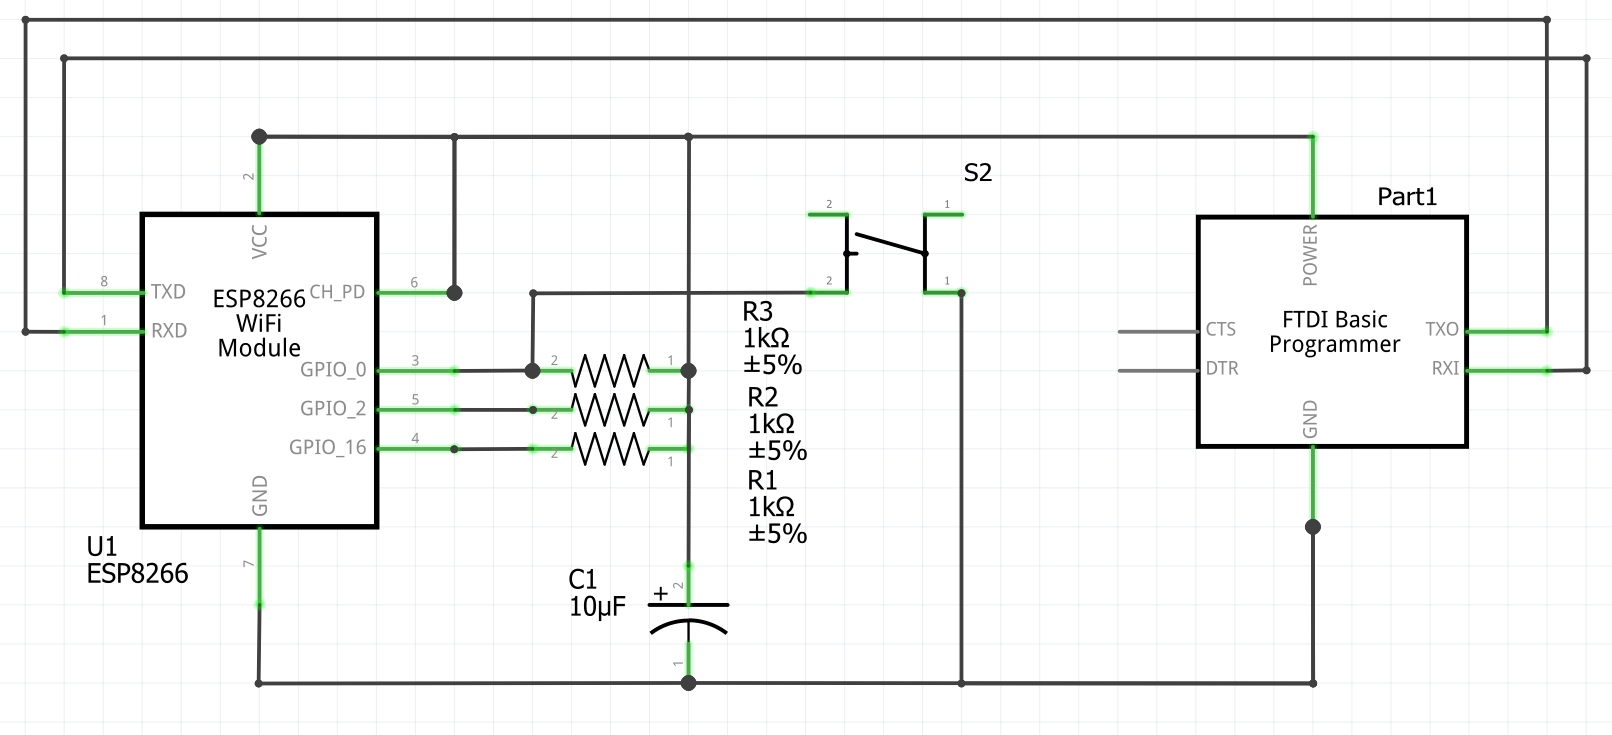 S2
2
1
Part1
2
VCC
POWER
8
TXD
ESP8266
WiFi
Module
CH_PD
6
2
1
1
RXD
R3
1kΩ
±5%
CTS
FTDI Basic
Programmer
TXO
DTR
RXI
GPIO_0
3
2
1
R2
1kΩ
±5%
GPIO_2
5
2
1
GND
GPIO_16
4
2
1
R1
1kΩ
±5%
GND
U1
ESP8266
7
C1
10µF
+
2
1